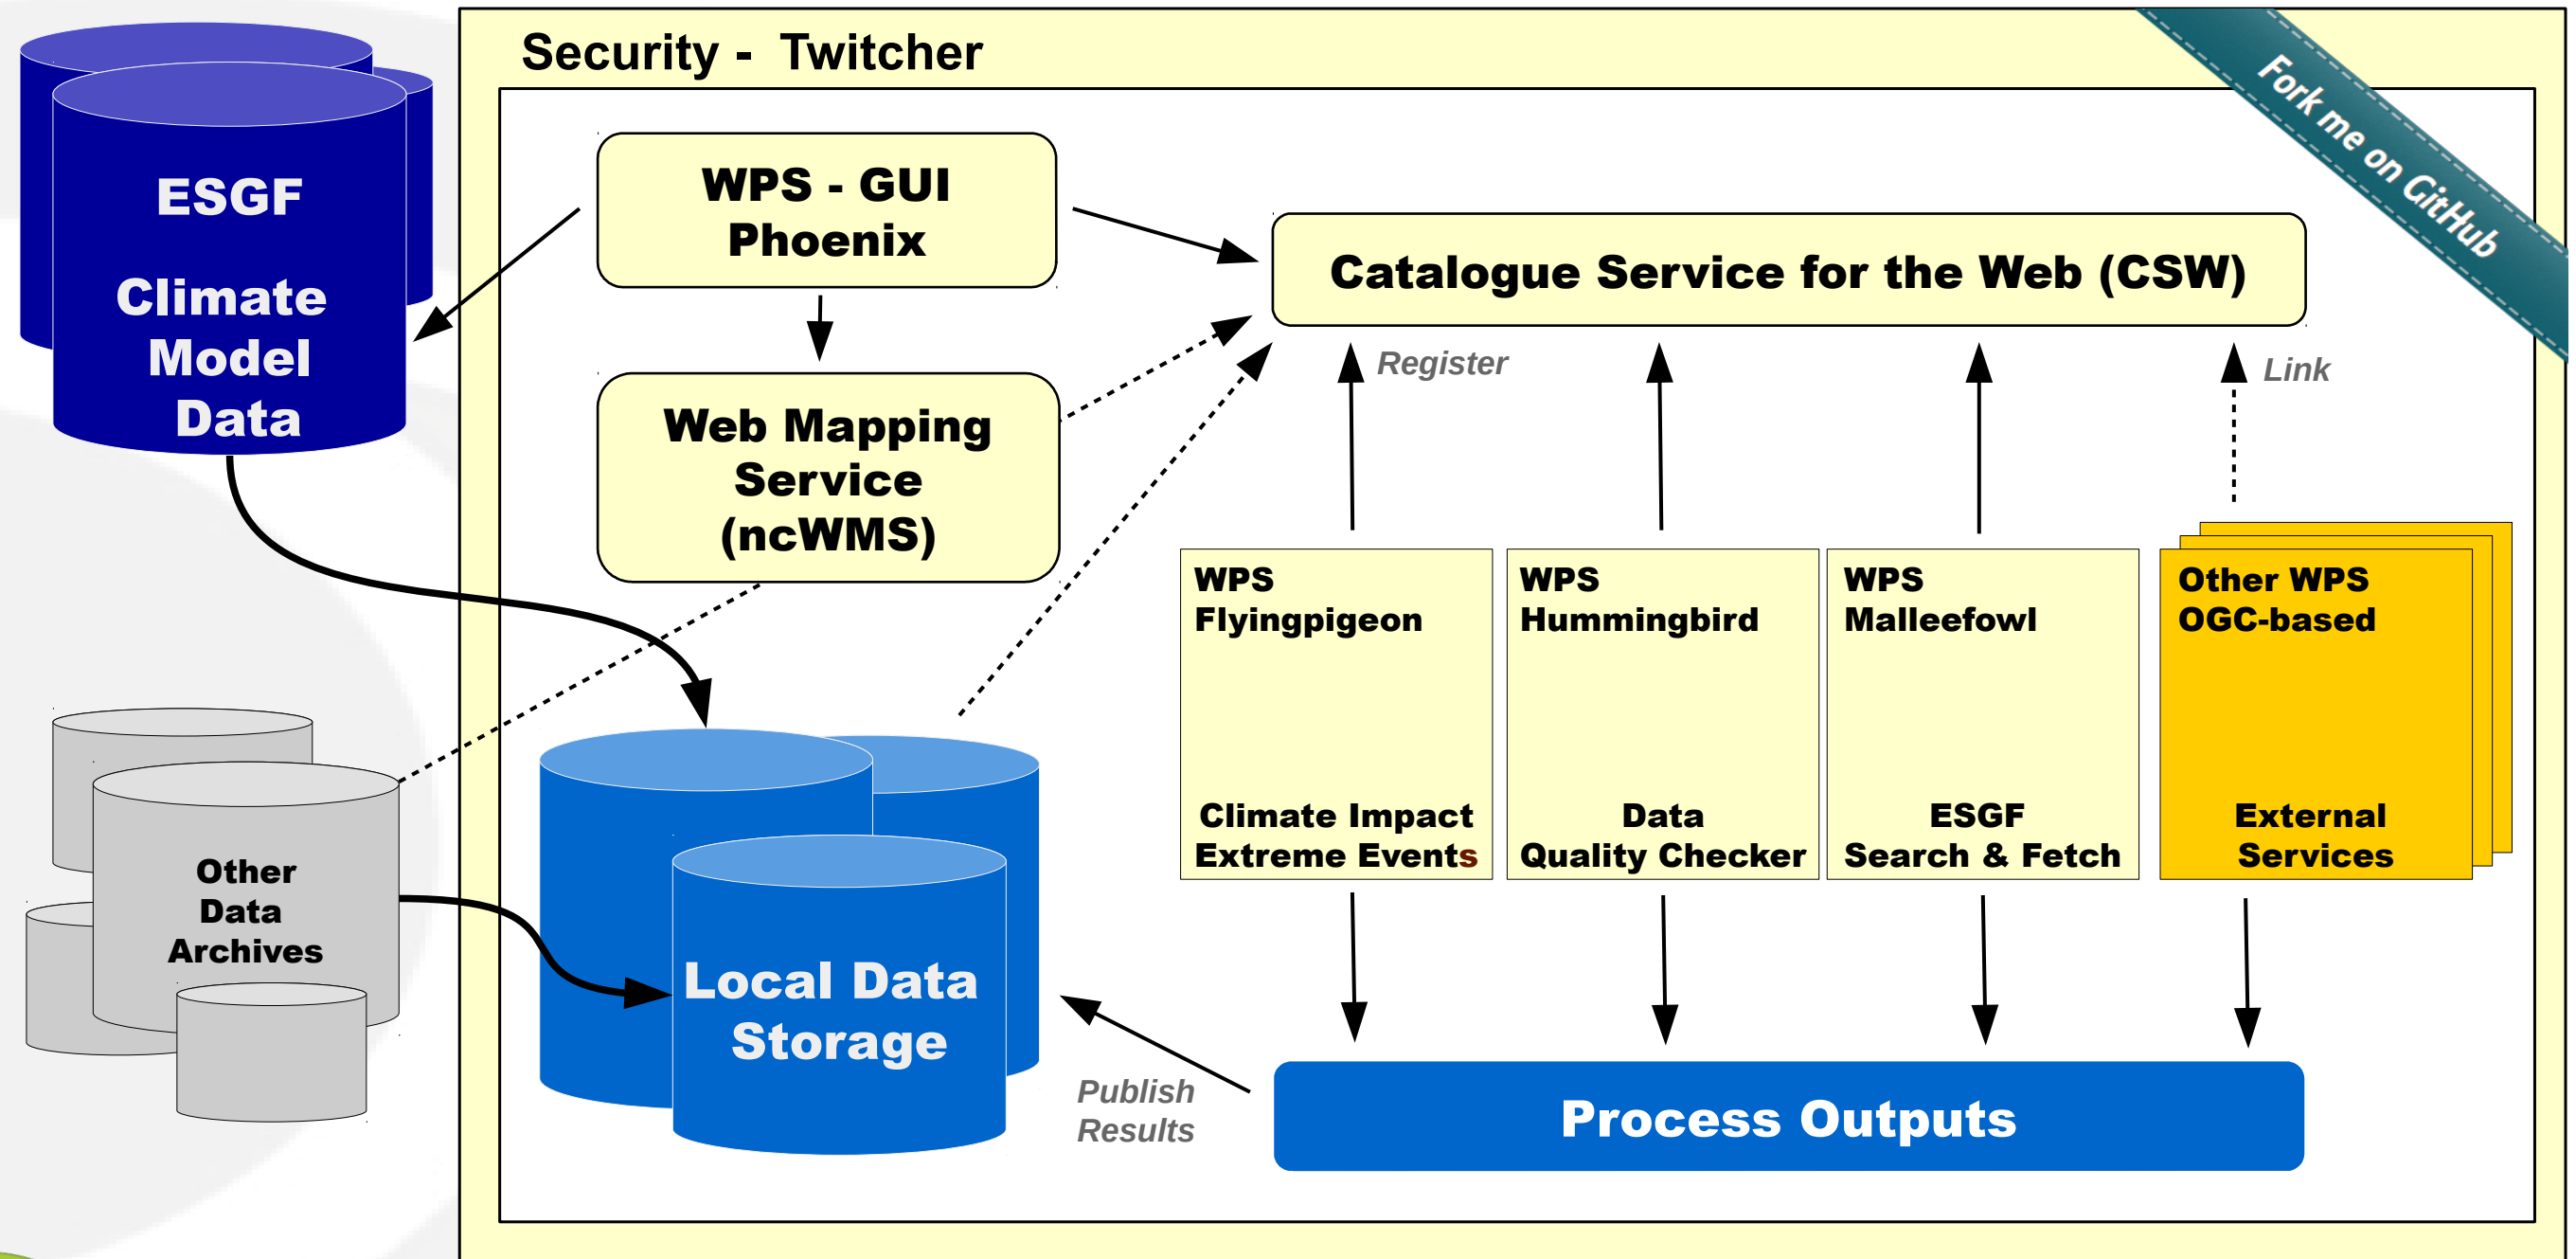 Security -  Twitcher
Fork me on GitHub
ESGF
Climate
Model
Data
WPS - GUI
Phoenix
Catalogue Service for the Web (CSW)
Register
Link
Web Mapping
Service
(ncWMS)
WPS
Flyingpigeon
Climate Impact
Extreme Events
WPS
Hummingbird
Data
Quality Checker
WPS
Malleefowl
ESGF
Search & Fetch
Other WPS
OGC-based
External
Services
Other
Data
Archives
Local Data
Storage
Publish
Results
Process Outputs